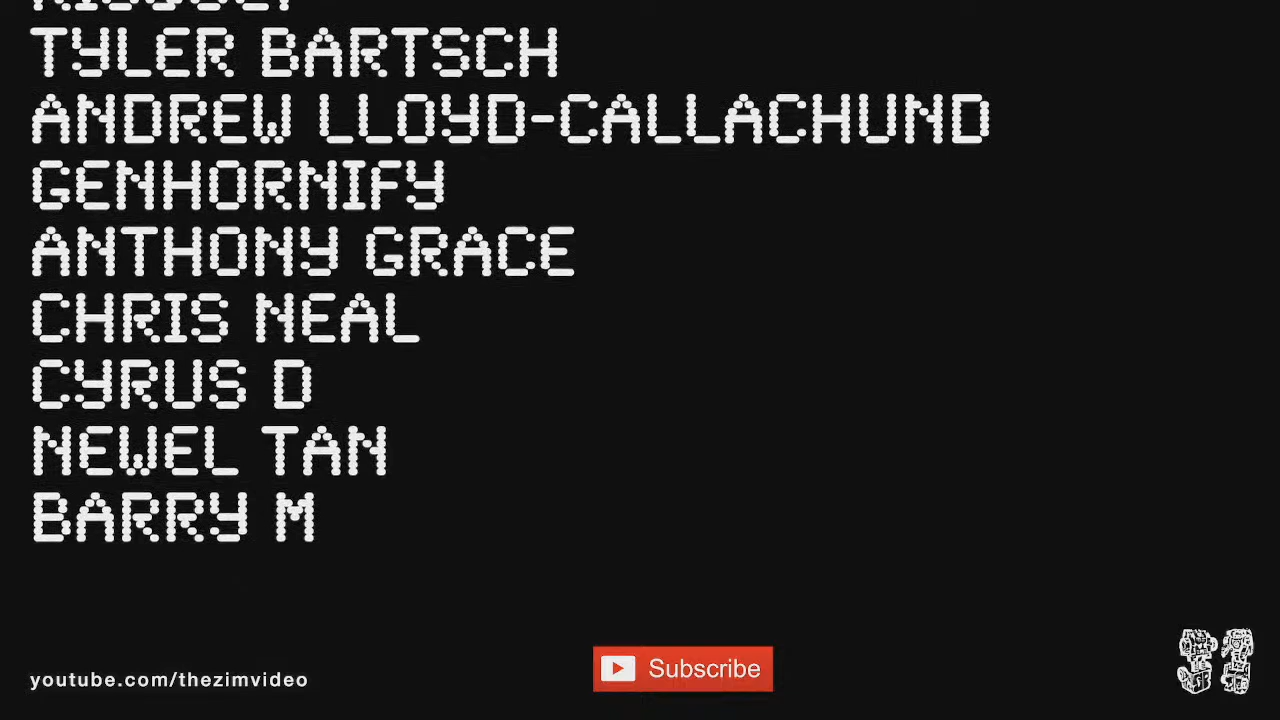 TYLER BARTSCH
ANDREW LLOYD-CALLACHUND
GENHORNIFY
ANTHONY GRACE
CHRIS NEAL
CYRUS D
NEWEL TAN
BARRY M
youtube.com/thezimvideo
Subscribe